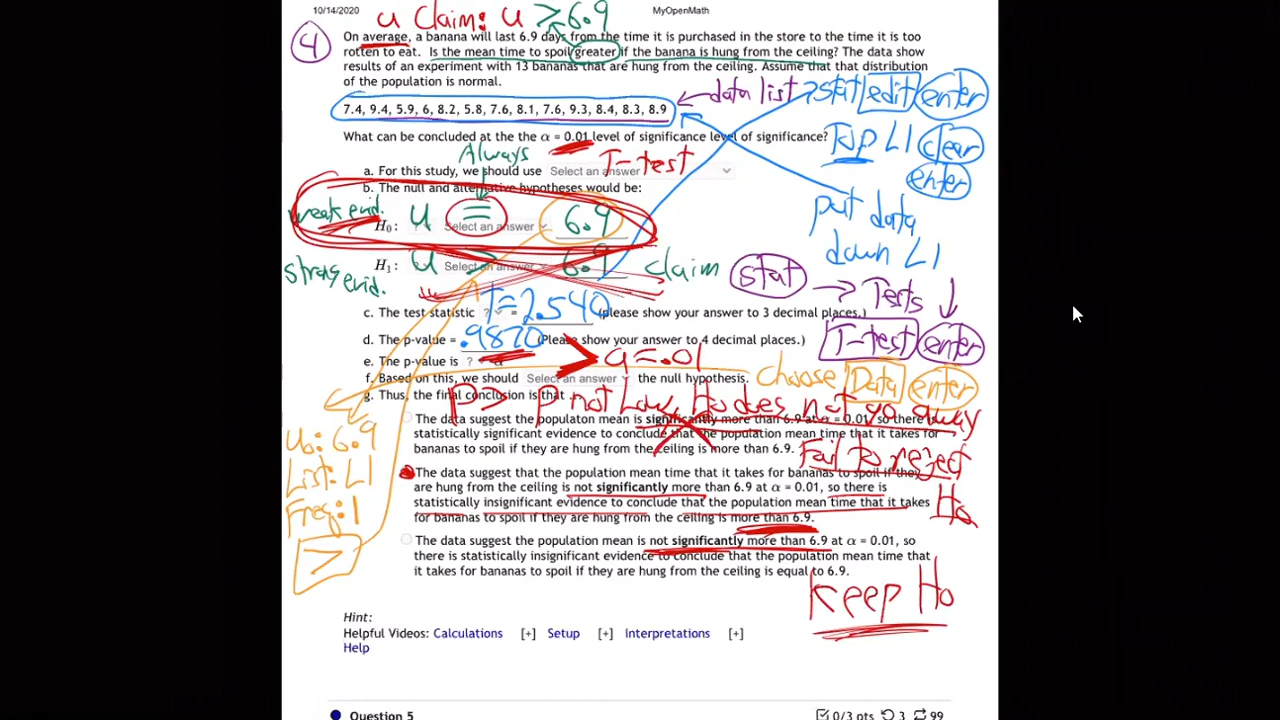 10/14/2020
MyOpenMath
u Claim: u > 6.9
4
On average, a banana will last 6.9 days from the time it is purchased in the store to the time it is too
rotten to eat. Is the mean time to spoil greater if the banana is hung from the ceiling? The data show
results of an experiment with 13 bananas that are hung from the ceiling. Assume that that distribution
of the population is normal.
7.4, 9.4, 5.9, 6, 8.2, 5.8, 7.6, 8.1, 7.6, 9.3, 8.4, 8.3, 8.9
data list
stat edit enter
What can be concluded at the the α = 0.01 level of significance level of significance?
Top L1 clear
enter
Always
T-test
a. For this study, we should use Select an answer
b. The null and alternative hypotheses would be:
weak evid.
H0: u = Select an answer 6.9
put data
down L1
strong evid.
H1: u > Select an answer 6.9 claim
stat → Tests ↓
T-test enter
c. The test statistic ? t = 2.540 (please show your answer to 3 decimal places.)
d. The p-value = .9870 (Please show your answer to 4 decimal places.)
e. The p-value is ? α > a = .01
f. Based on this, we should Select an answer the null hypothesis.
choose Data enter
g. Thus, the final conclusion is that ..
P> p not Low, Ho does not go away
The data suggest the populaton mean is significantly more than 6.9 at α = 0.01, so there is
statistically significant evidence to conclude that the population mean time that it takes for
bananas to spoil if they are hung from the ceiling is more than 6.9.
Fail to reject
Ho
The data suggest that the population mean time that it takes for bananas to spoil if they
are hung from the ceiling is not significantly more than 6.9 at α = 0.01, so there is
statistically insignificant evidence to conclude that the population mean time that it takes
for bananas to spoil if they are hung from the ceiling is more than 6.9.
uo: 6.9
List: L1
Freq: 1
>
The data suggest the population mean is not significantly more than 6.9 at α = 0.01, so
there is statistically insignificant evidence to conclude that the population mean time that
it takes for bananas to spoil if they are hung from the ceiling is equal to 6.9.
keep Ho
Hint:
Helpful Videos: Calculations [+] Setup [+] Interpretations [+]
Help
Question 5
0/3 pts 3 99